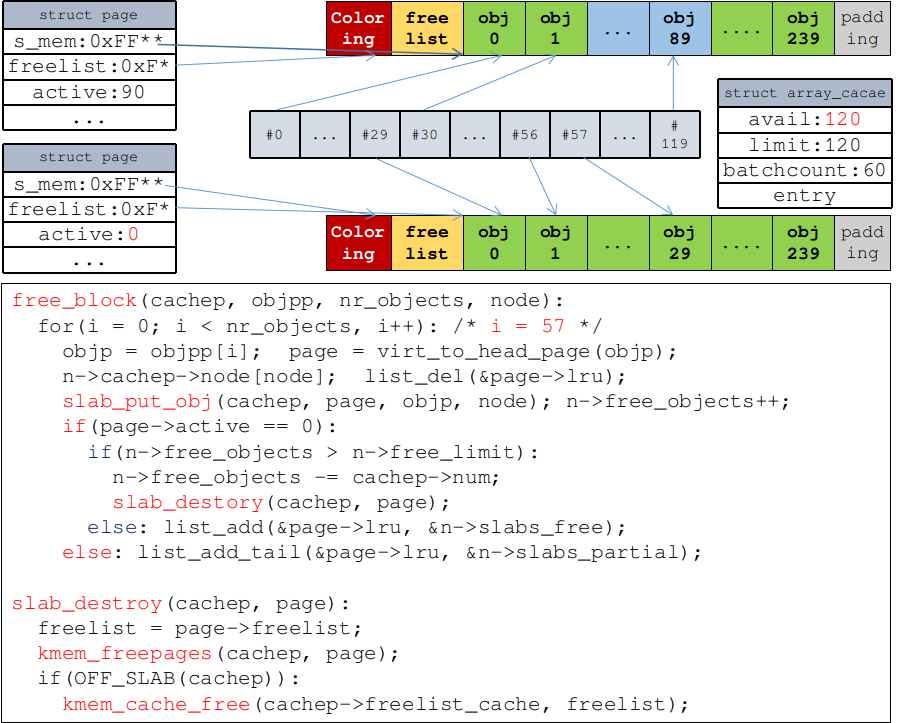 struct page
s_mem:0xFF**
freelist:0xF*
active:90
...
Color
ing
free
list
obj
0
obj
1
...
obj
89
....
obj
239
padd
ing
#0
...
#29
#30
...
#56
#57
...
#
119
struct array_cacae
avail:120
limit:120
batchcount:60
entry
struct page
s_mem:0xFF**
freelist:0xF*
active:0
...
Color
ing
free
list
obj
0
obj
1
...
obj
29
....
obj
239
padd
ing
free_block(cachep, objpp, nr_objects, node):
for(i = 0; i < nr_objects, i++): /* i = 57 */
objp = objpp[i];  page = virt_to_head_page(objp);
n->cachep->node[node];  list_del(&page->lru);
slab_put_obj(cachep, page, objp, node); n->free_objects++;
if(page->active == 0):
if(n->free_objects > n->free_limit):
n->free_objects -= cachep->num;
slab_destory(cachep, page);
else: list_add(&page->lru, &n->slabs_free);
else: list_add_tail(&page->lru, &n->slabs_partial);
slab_destroy(cachep, page):
freelist = page->freelist;
kmem_freepages(cachep, page);
if(OFF_SLAB(cachep)):
kmem_cache_free(cachep->freelist_cache, freelist);